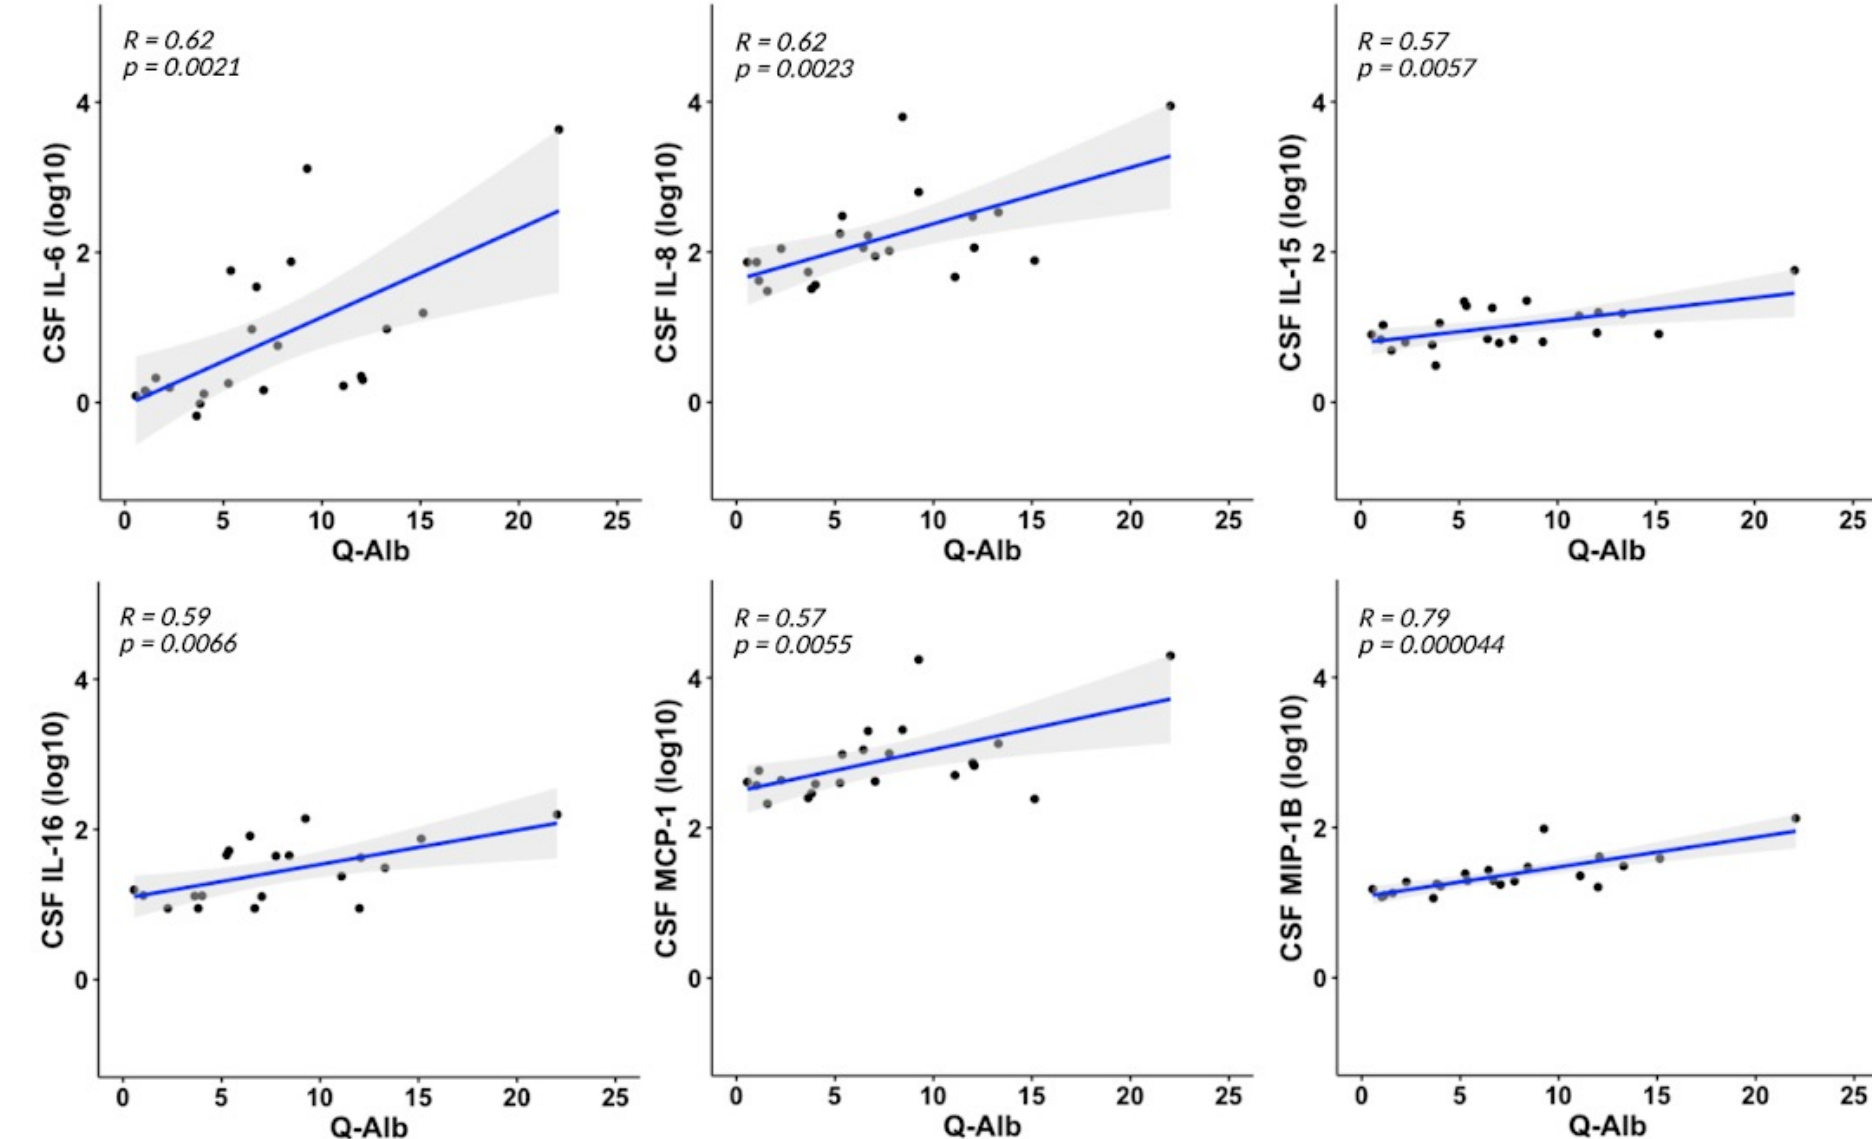 R = 0.62
p = 0.0021
CSF IL-6 (log10)
4
2
0
0 5 10 15 20 25
Q-Alb
R = 0.62
p = 0.0023
CSF IL-8 (log10)
4
2
0
0 5 10 15 20 25
Q-Alb
R = 0.57
p = 0.0057
CSF IL-15 (log10)
4
2
0
0 5 10 15 20 25
Q-Alb
R = 0.59
p = 0.0066
CSF IL-16 (log10)
4
2
0
0 5 10 15 20 25
Q-Alb
R = 0.57
p = 0.0055
CSF MCP-1 (log10)
4
2
0
0 5 10 15 20 25
Q-Alb
R = 0.79
p = 0.000044
CSF MIP-1B (log10)
4
2
0
0 5 10 15 20 25
Q-Alb